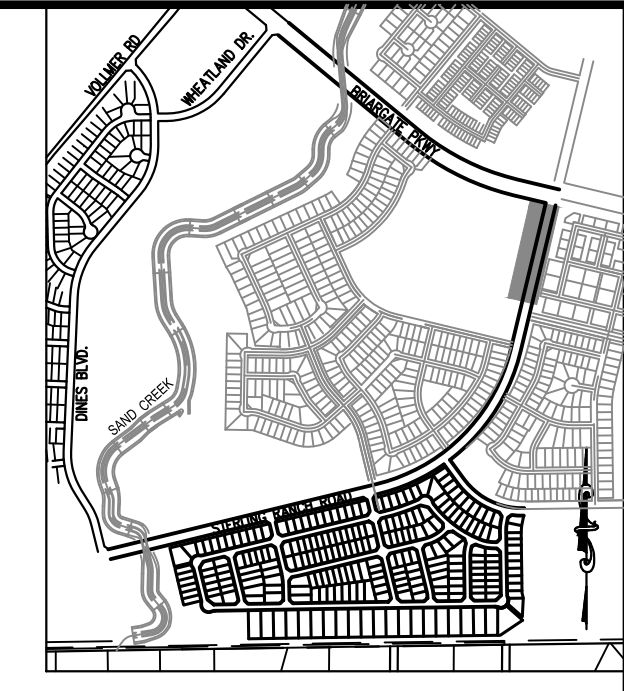 VOLLMER RD
WHEATLAND DR.
BRIARGATE PKWY
DINES BLVD.
SAND CREEK
STERLING RANCH ROAD